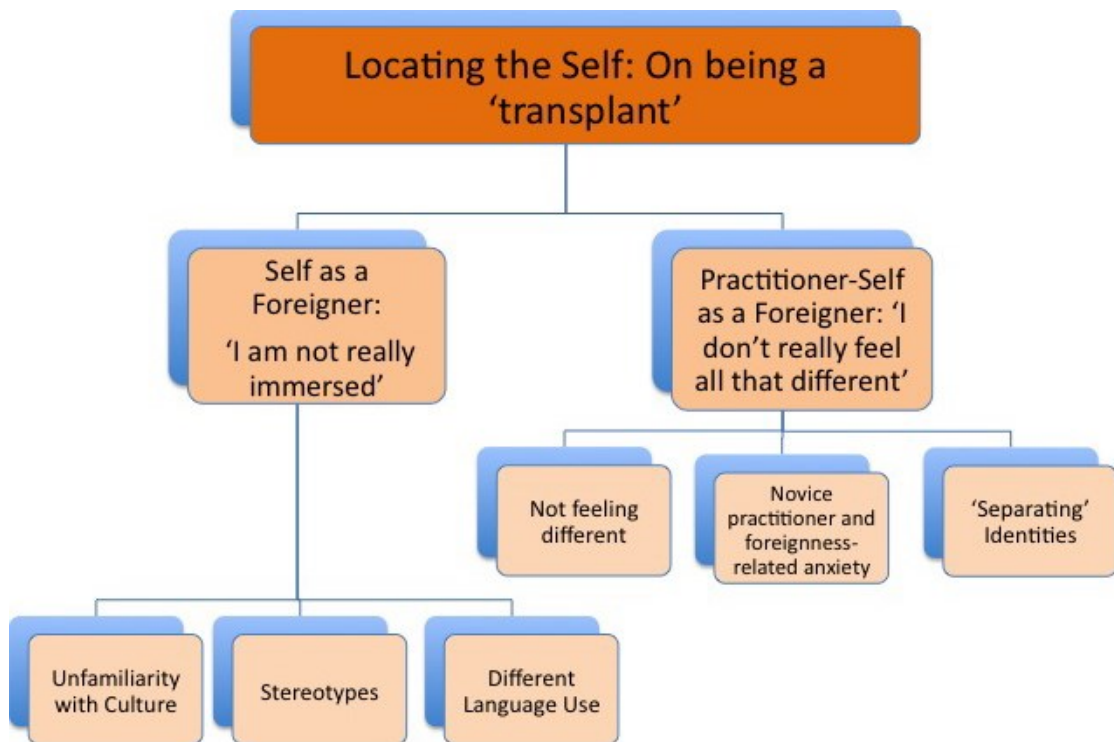 Locating the Self: On being a
‘transplant’
Self as a
Foreigner:
‘I am not really
immersed’
Practitioner-Self
as a Foreigner: ‘I
don’t really feel
all that different’
Not feeling
different
Novice
practitioner and
foreignness-
related anxiety
‘Separating’
Identities
Unfamiliarity
with Culture
Stereotypes
Different
Language Use